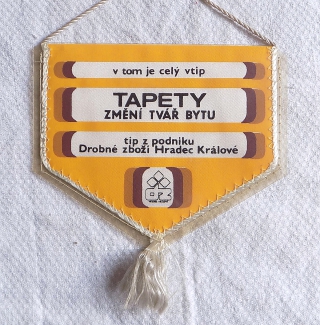 v tom je celý vtip
TAPETY
ZMĚNÍ TVÁŘ BYTU
tip z podniku
Drobné zboží Hradec Králové